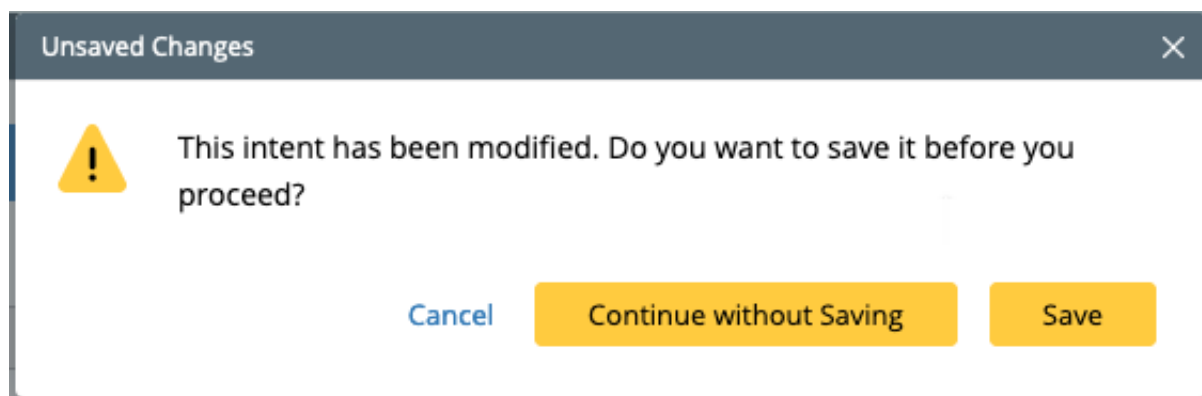 Unsaved Changes
This intent has been modified. Do you want to save it before you
proceed?
Cancel
Continue without Saving
Save